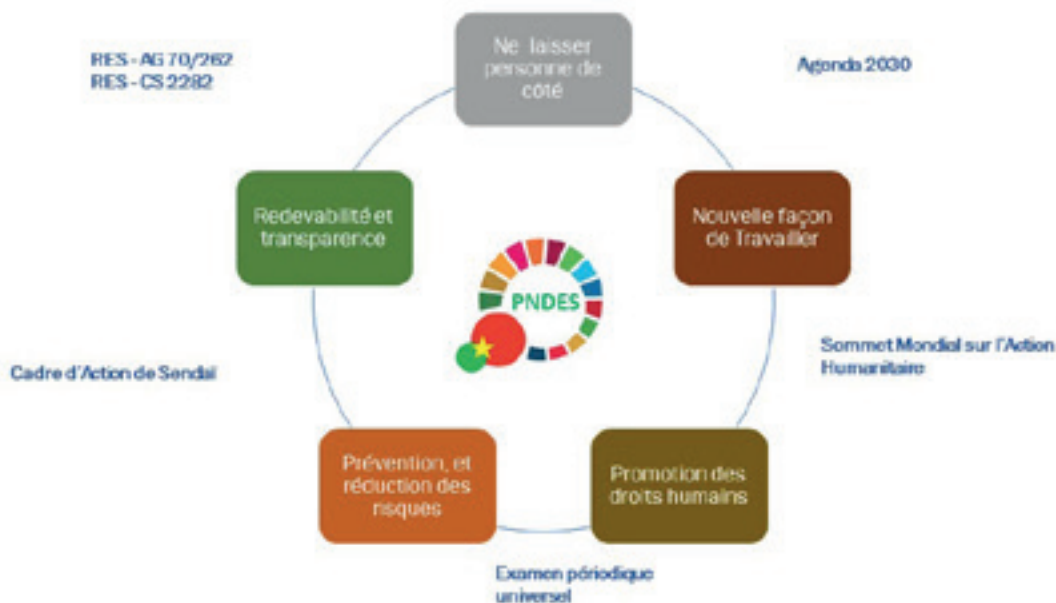 Ne laisser
personne de
côté
RES - AG 70/262
RES - CS 2282
Agenda 2030
Redevabilité et
transparence
Nouvelle façon
de Travailler
PNDES
Sommet Mondial sur l'Action
Humanitaire
Cadre d'Action de Sendaï
Prévention, et
réduction des
risques
Promotion des
droits humains
Examen périodique
universel